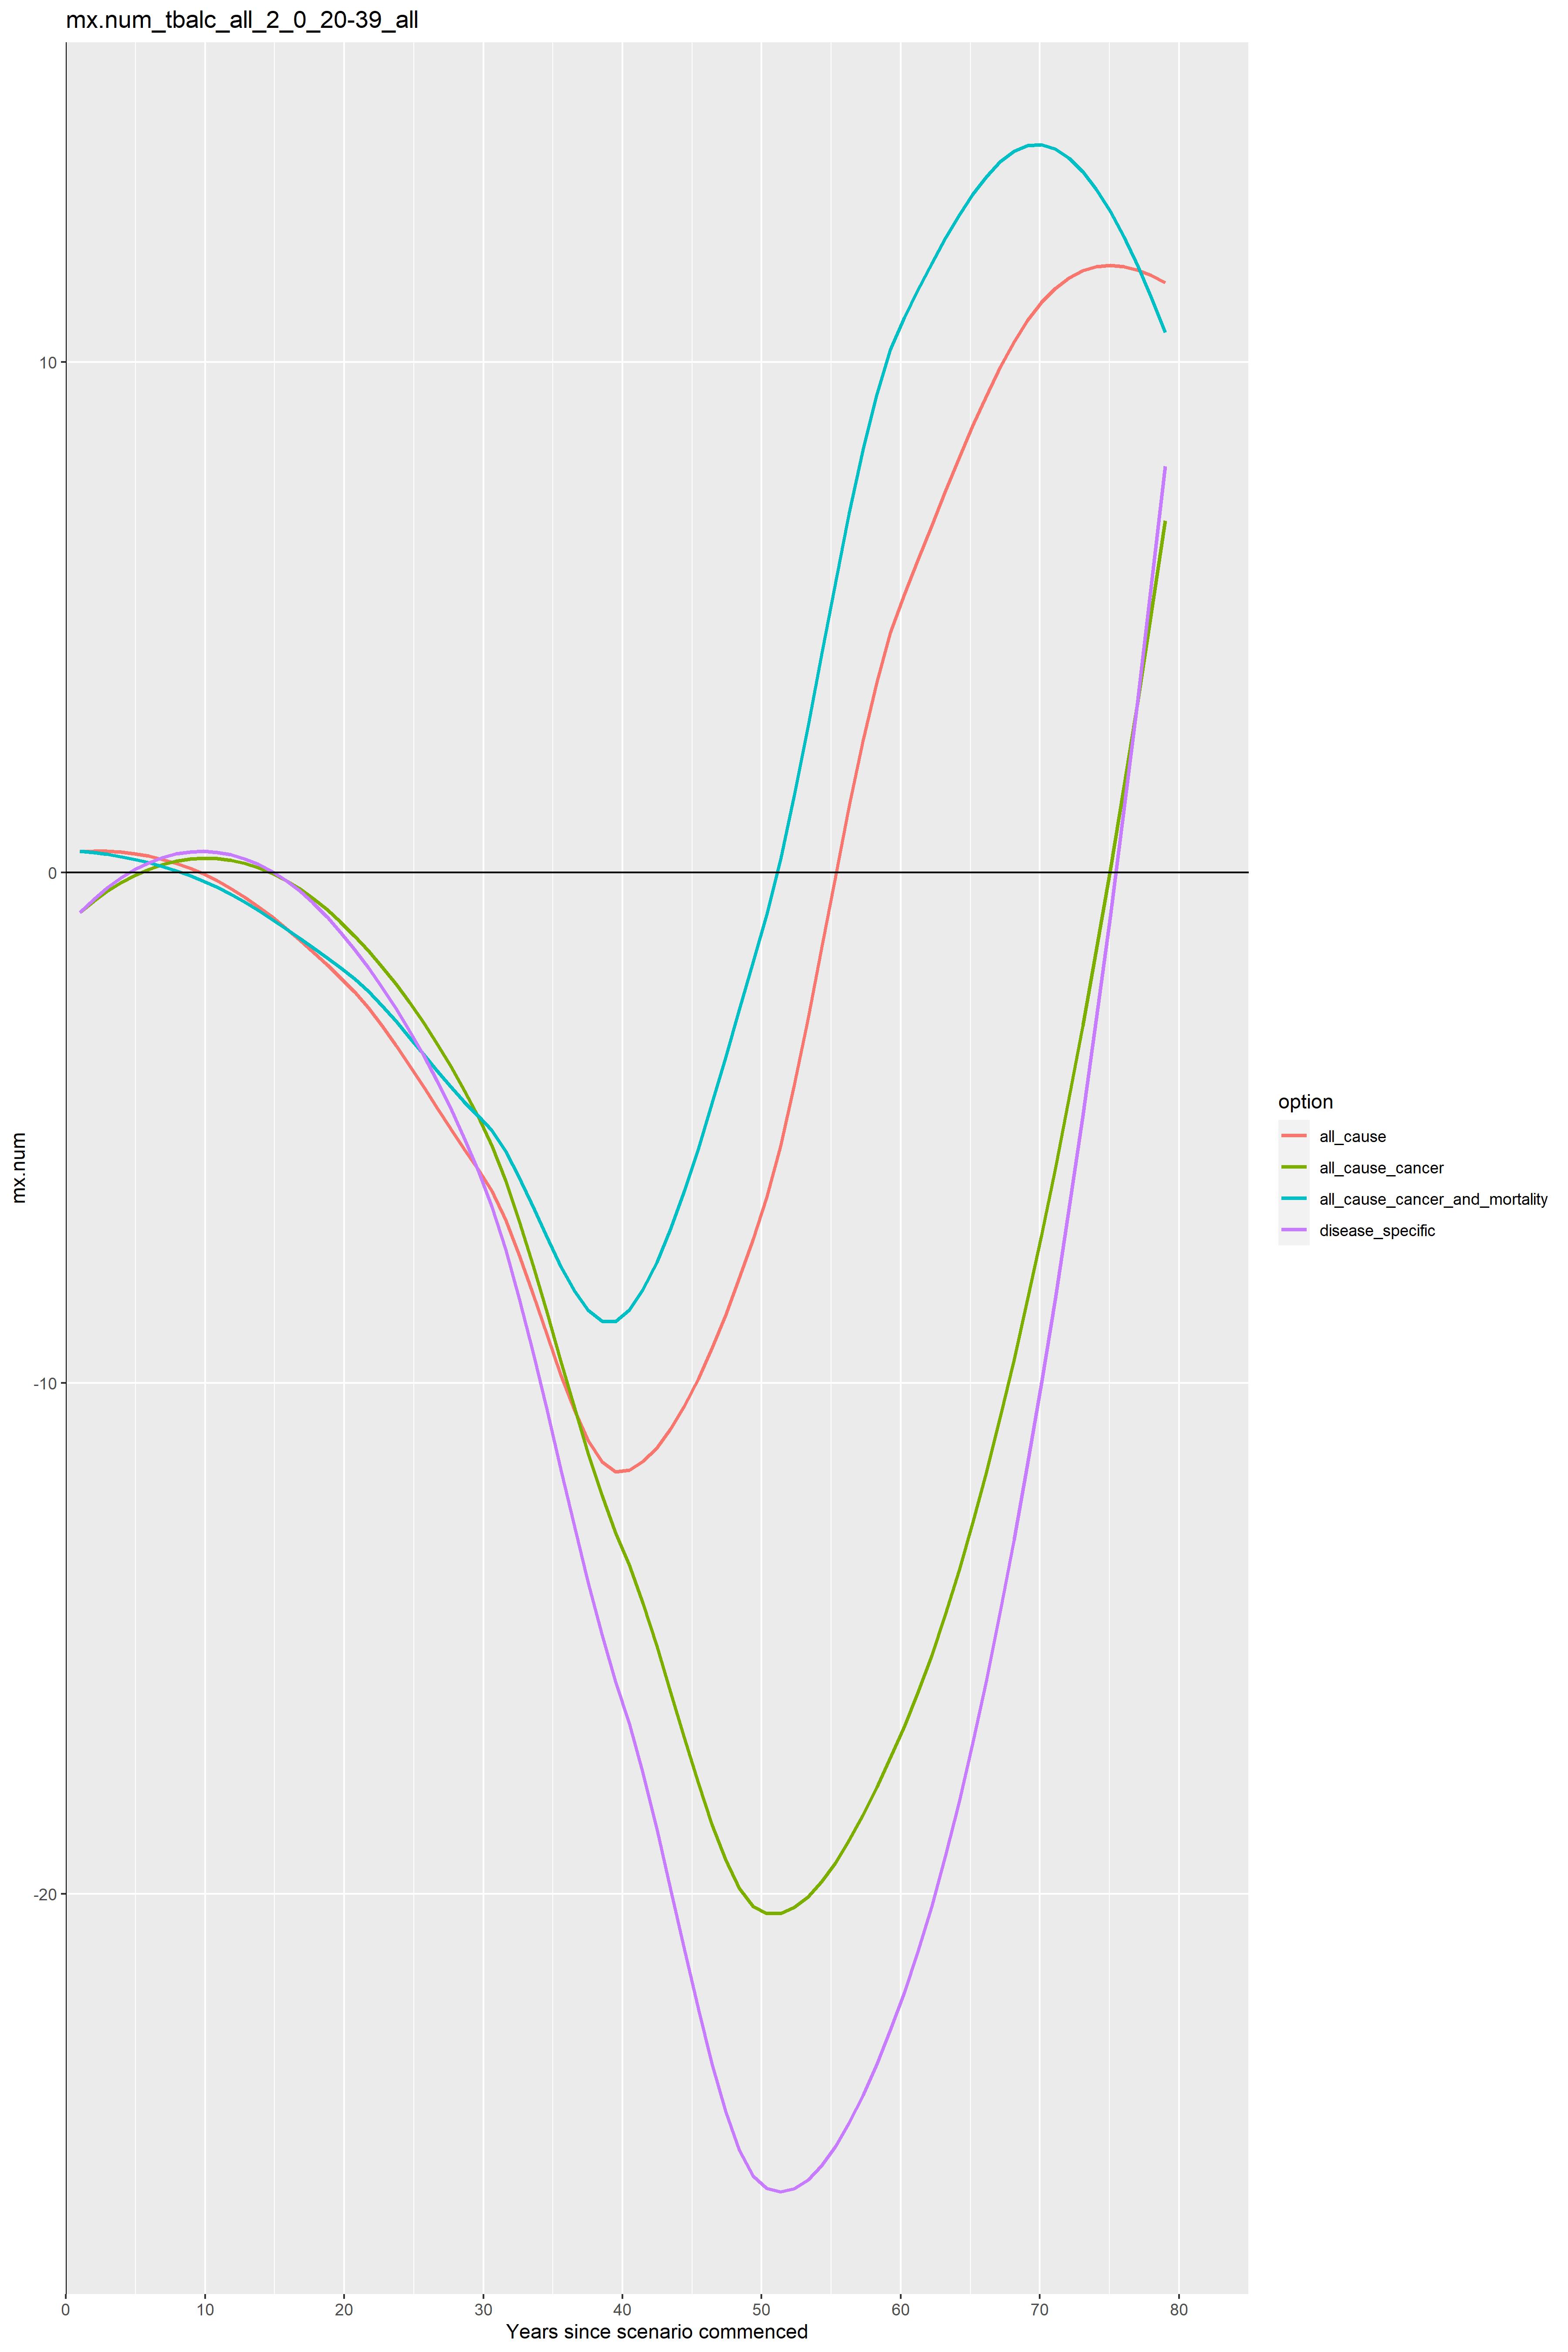 mx.num_tbalc_all_2_0_20-39_all
mx.num
10
0
-10
-20
0 10 20 30 40 50 60 70 80
Years since scenario commenced
option
all_cause
all_cause_cancer
all_cause_cancer_and_mortality
disease_specific